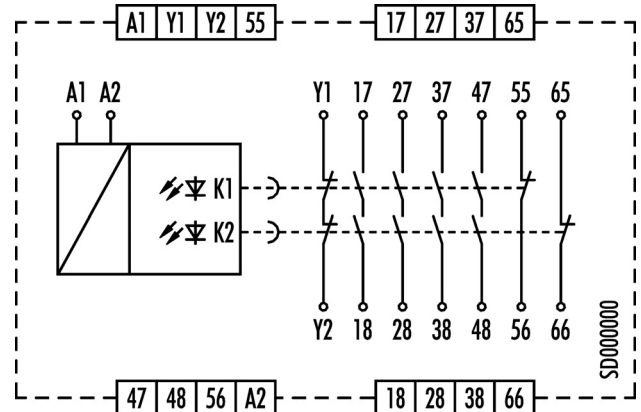 A1 Y1 Y2 55 17 27 37 65
A1 A2 Y1 17 27 37 47 55 65
K1
K2
Y2 18 28 38 48 56 66
SD000000
47 48 56 A2 18 28 38 66